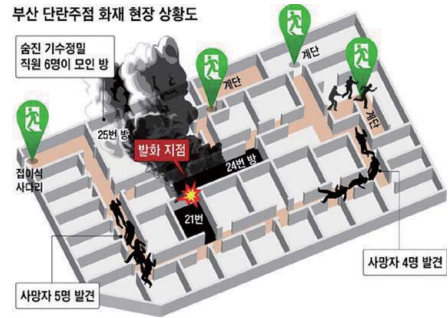 부산 단란주점 화재 현장 상황도
숨진 기수정밀
직원 6명이 모인 방
계단
계단
계단
25번 방
발화 지점
24번 방
접이식
사다리
21번
사망자 4명 발견
사망자 5명 발견